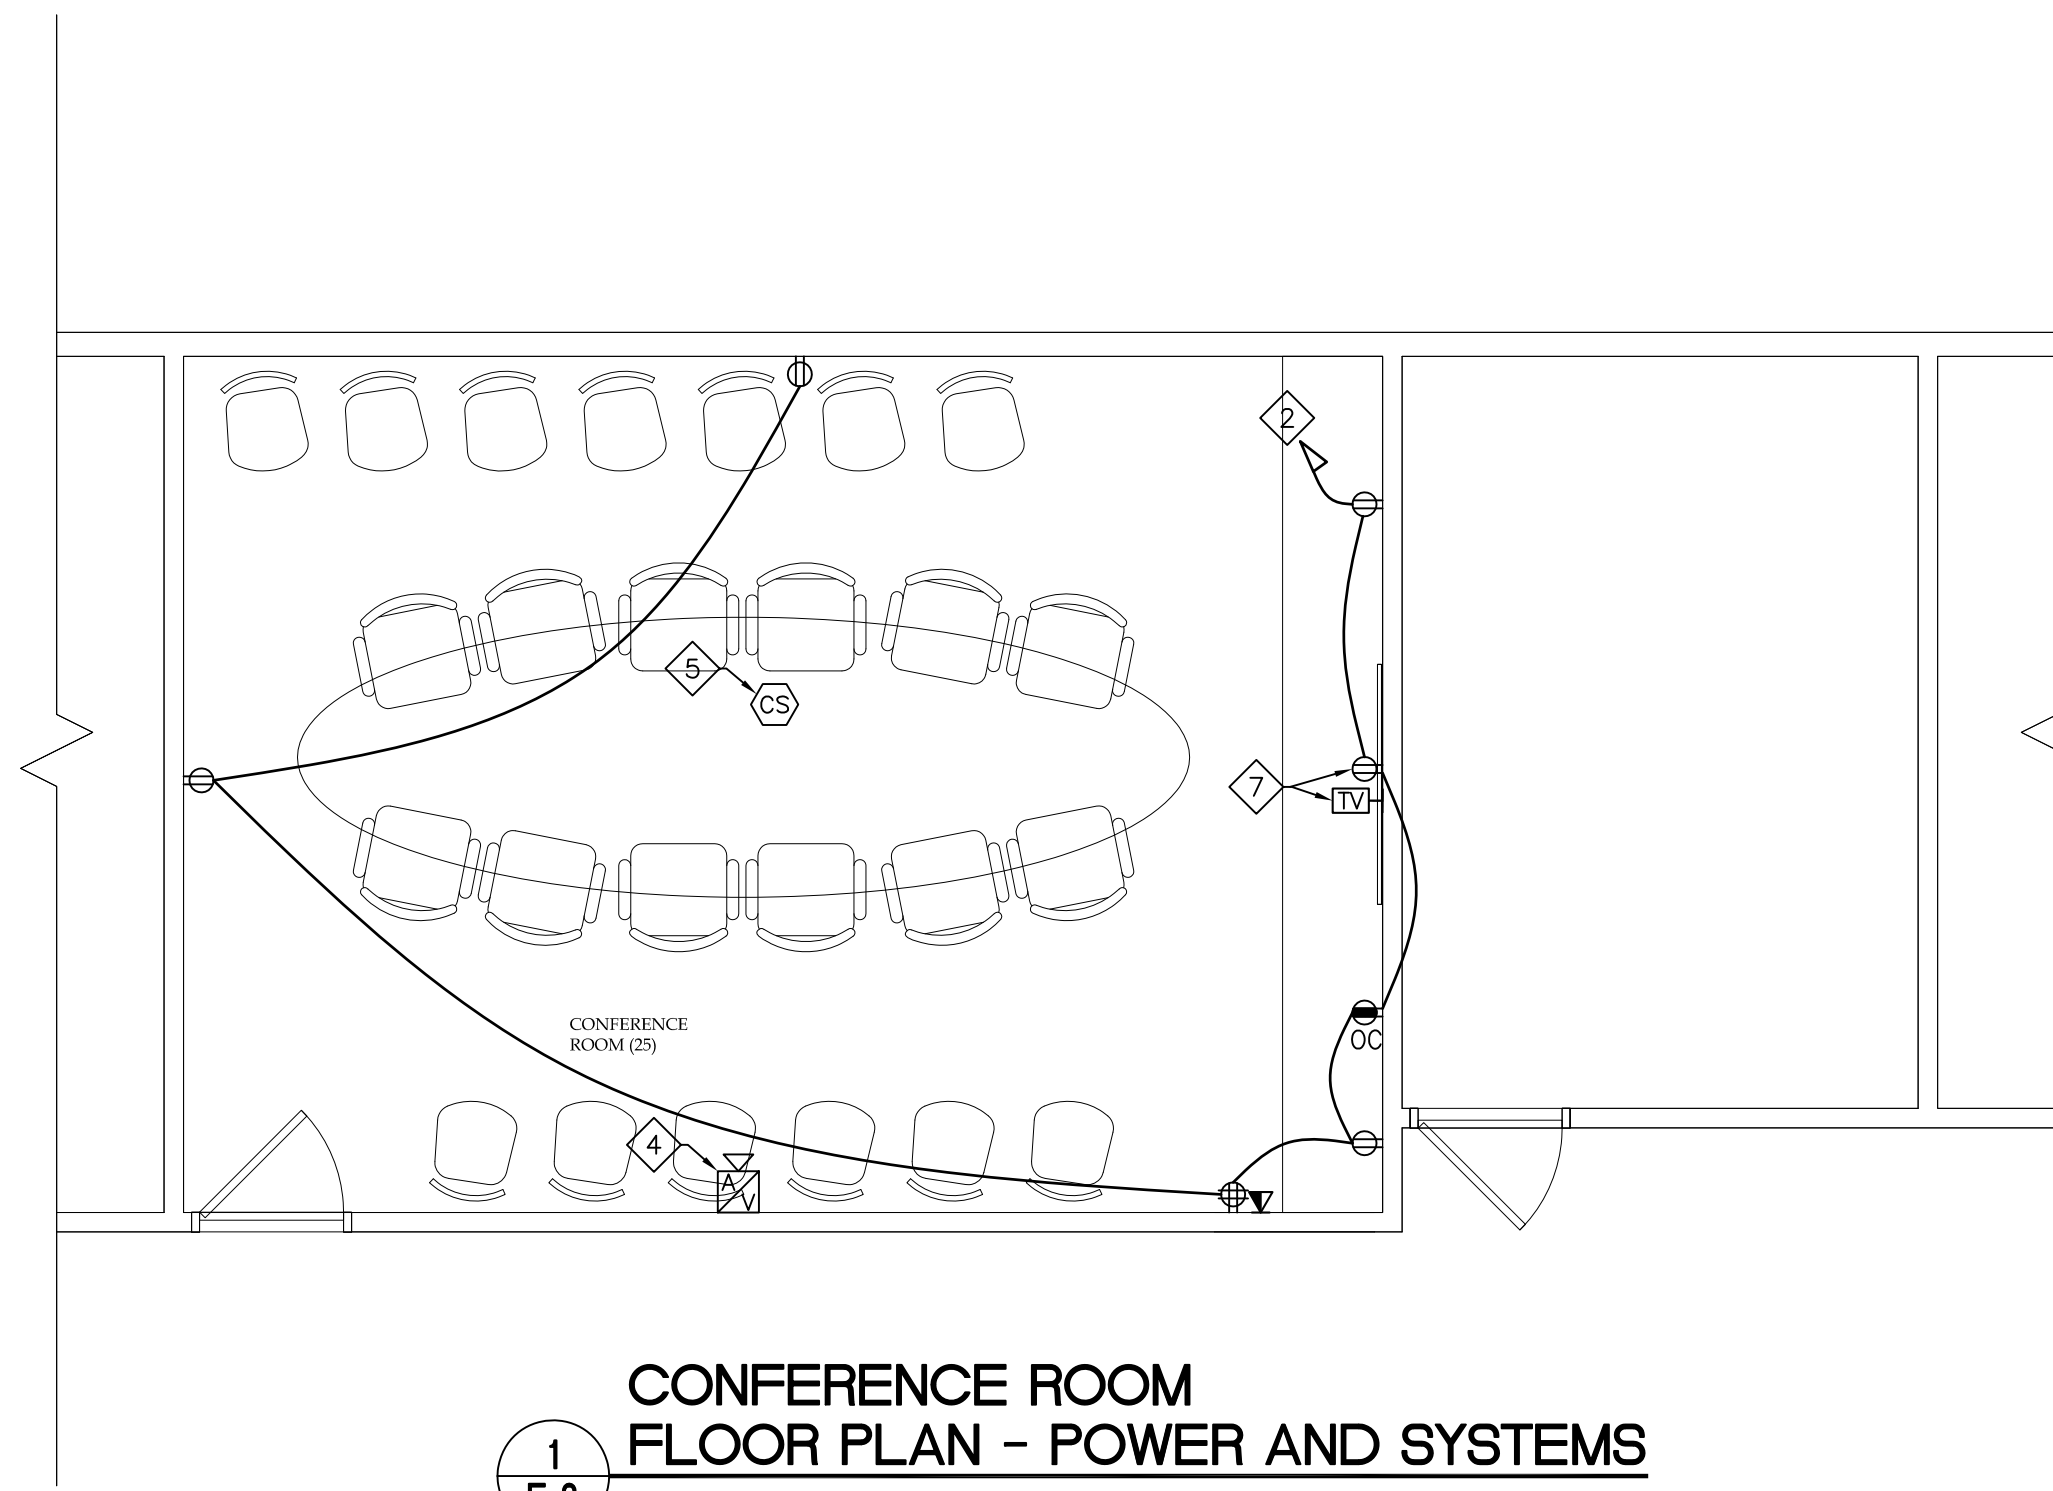 2
5
CS
7
TV
OC
CONFERENCE
ROOM (25)
4
A
V
CONFERENCE ROOM
FLOOR PLAN - POWER AND SYSTEMS
1